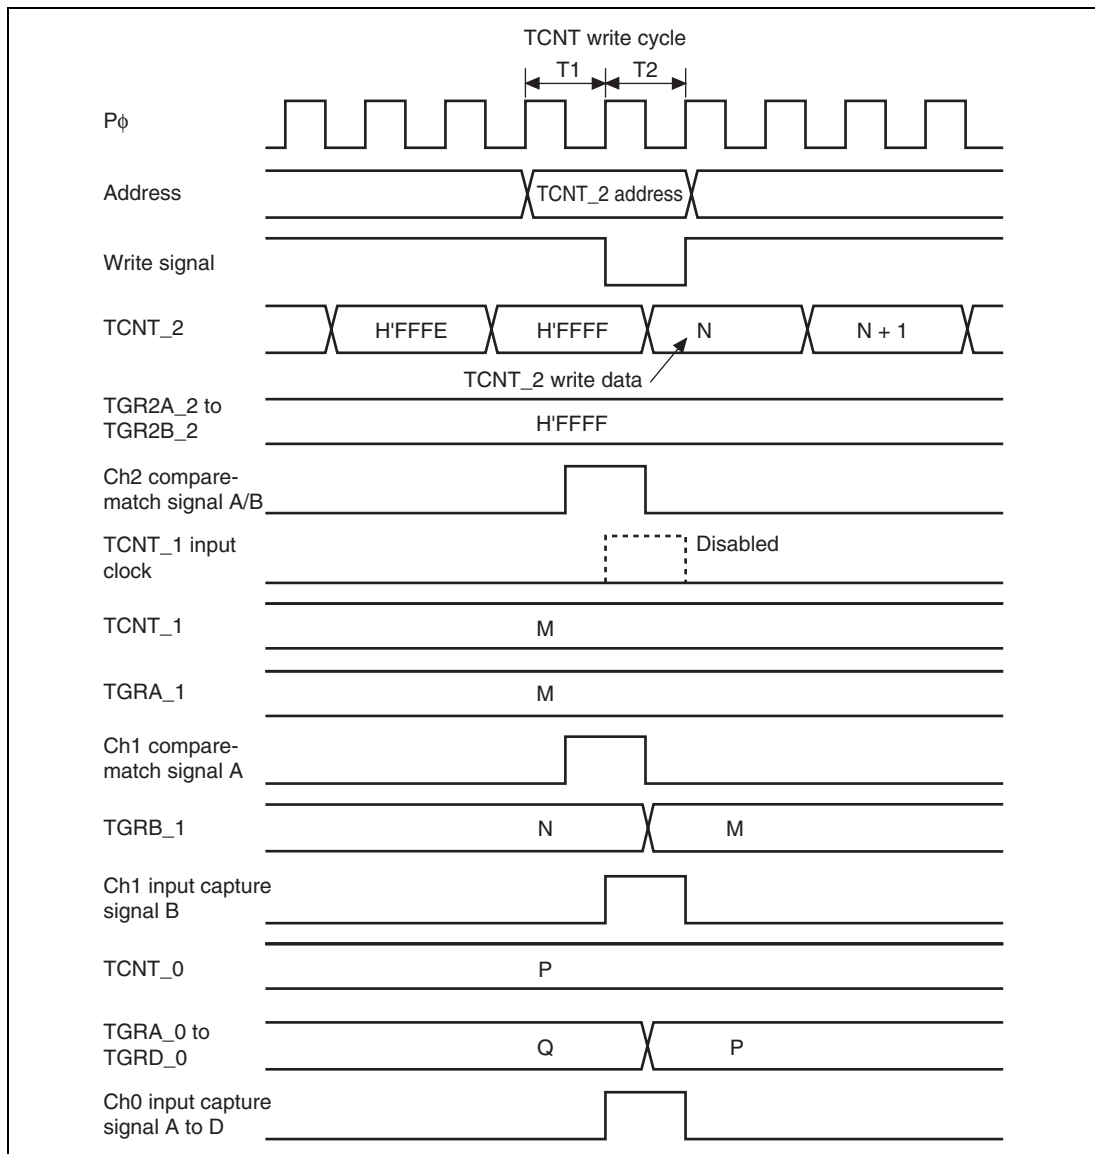 TCNT write cycle
T1 T2
Pϕ
Address
TCNT_2 address
Write signal
TCNT_2
H'FFFE H'FFFF N N + 1
TCNT_2 write data
TGR2A_2 to
TGR2B_2
H'FFFF
Ch2 compare-
match signal A/B
TCNT_1 input
clock
Disabled
TCNT_1
M
TGRA_1
M
Ch1 compare-
match signal A
TGRB_1
N M
Ch1 input capture
signal B
TCNT_0
P
TGRA_0 to
TGRD_0
Q P
Ch0 input capture
signal A to D